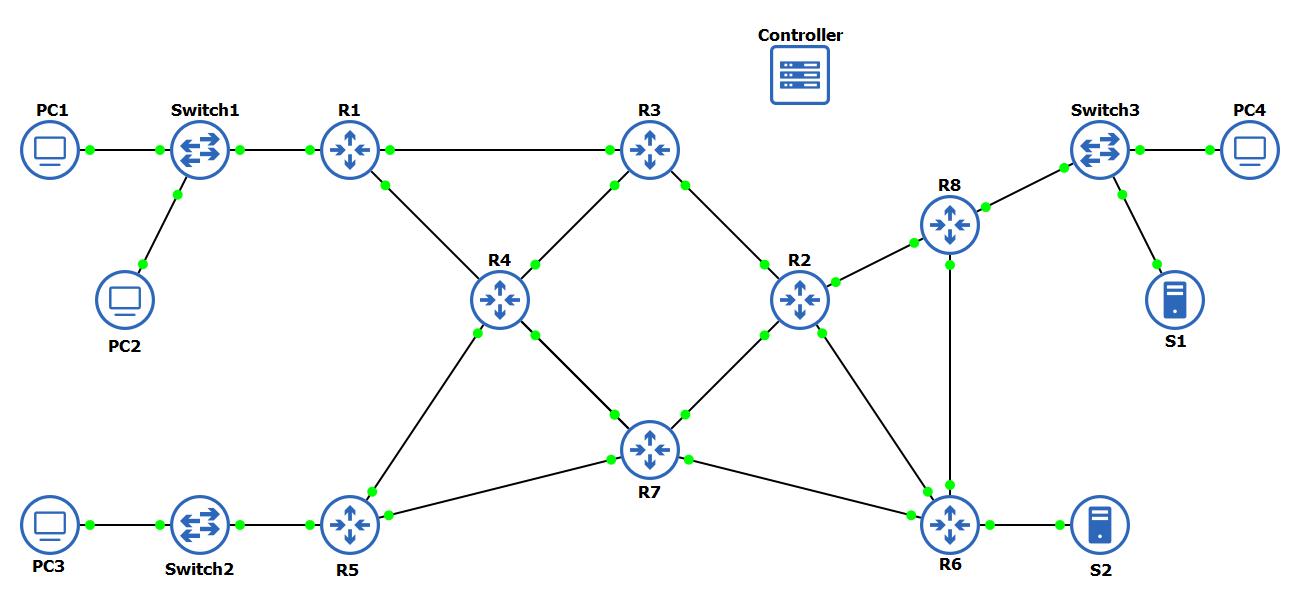 Controller
PC1
Switch1
R1
R3
Switch3
PC4
R8
R4
R2
PC2
S1
R7
PC3
Switch2
R5
R6
S2